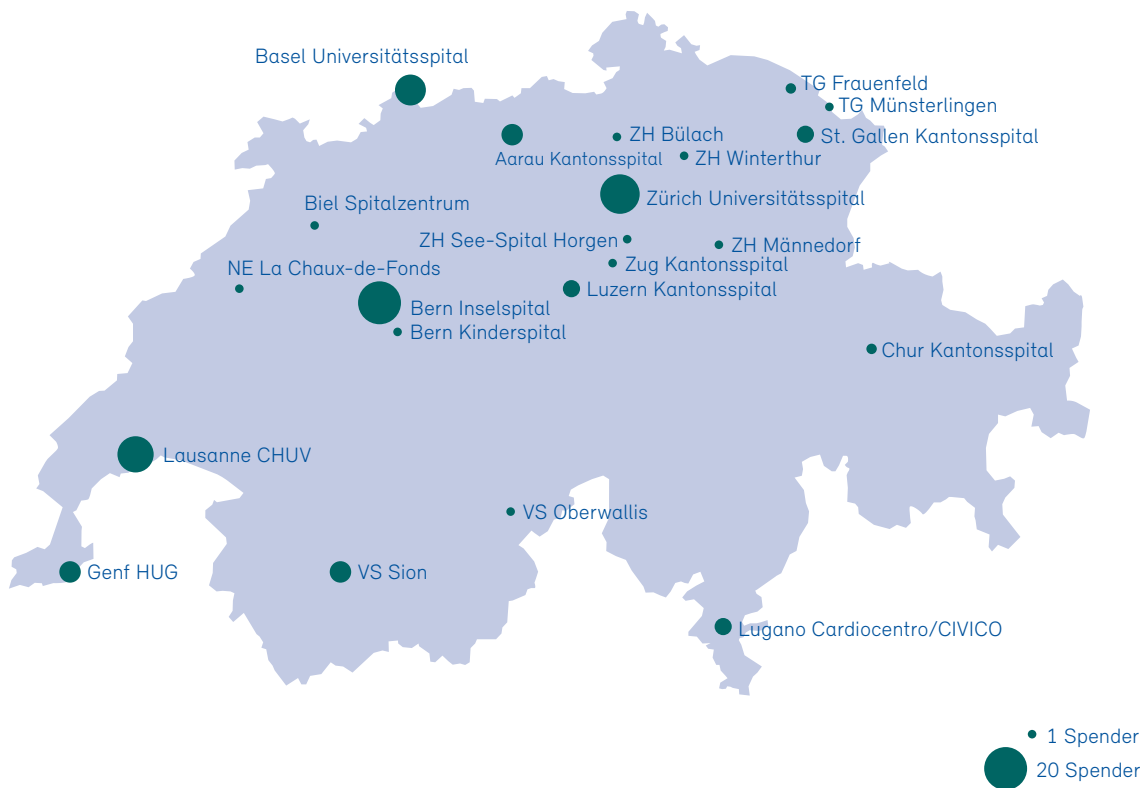 Basel Universitätsspital
TG Frauenfeld
TG Münsterlingen
ZH Bülach
St. Gallen Kantonsspital
Aarau Kantonsspital
ZH Winterthur
Zürich Universitätsspital
Biel Spitalzentrum
ZH See-Spital Horgen
ZH Männedorf
Zug Kantonsspital
NE La Chaux-de-Fonds
Luzern Kantonsspital
Bern Inselspital
Bern Kinderspital
Chur Kantonsspital
Lausanne CHUV
VS Oberwallis
Genf HUG
VS Sion
Lugano Cardiocentro/CIVICO
1 Spender
20 Spender